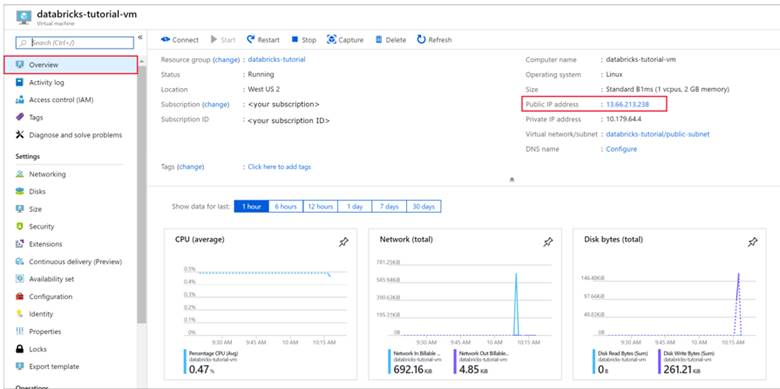 databricks-tutorial-vm
Virtual machine
Search (Ctrl+/)
Overview
Activity log
Access control (IAM)
Tags
Diagnose and solve problems
Settings
Networking
Disks
Size
Security
Extensions
Continuous delivery (Preview)
Availability set
Configuration
Identity
Properties
Locks
Export template
Operations
Connect Start Restart Stop Capture Delete Refresh
Resource group (change) : databricks-tutorial
Status : Running
Location : West US 2
Subscription (change) : <your subscription>
Subscription ID : <your subscription ID>
Computer name : databricks-tutorial-vm
Operating system : Linux
Size : Standard B1ms (1 vcpus, 2 GB memory)
Public IP address : 13.66.213.238
Private IP address : 10.179.64.4
Virtual network/subnet : databricks-tutorial/public-subnet
DNS name : Configure
Tags (change) : Click here to add tags
Show data for last: 1 hour 6 hours 12 hours 1 day 7 days 30 days
CPU (average)
0.5%
0.4%
0.3%
0.2%
0.1%
0%
9:30 AM 9:45 AM 10 AM 10:15 AM
Percentage CPU (Avg)
databricks-tutorial-vm
0.47 %
Network (total)
781.25KiB
585.94KiB
390.63KiB
195.31KiB
0B
9:30 AM 9:45 AM 10 AM 10:15 AM
Network In Billable... Network Out Billable...
databricks-tutorial-vm databricks-tutorial-vm
692.16 KiB 4.85 KiB
Disk bytes (total)
146.48KiB
97.66KiB
48.83KiB
0B
9:30 AM 9:45 AM 10 AM 10:15 AM
Disk Read Bytes (Sum) Disk Write Bytes (Sum)
databricks-tutorial-vm databricks-tutorial-vm
0 B 261.21 KiB